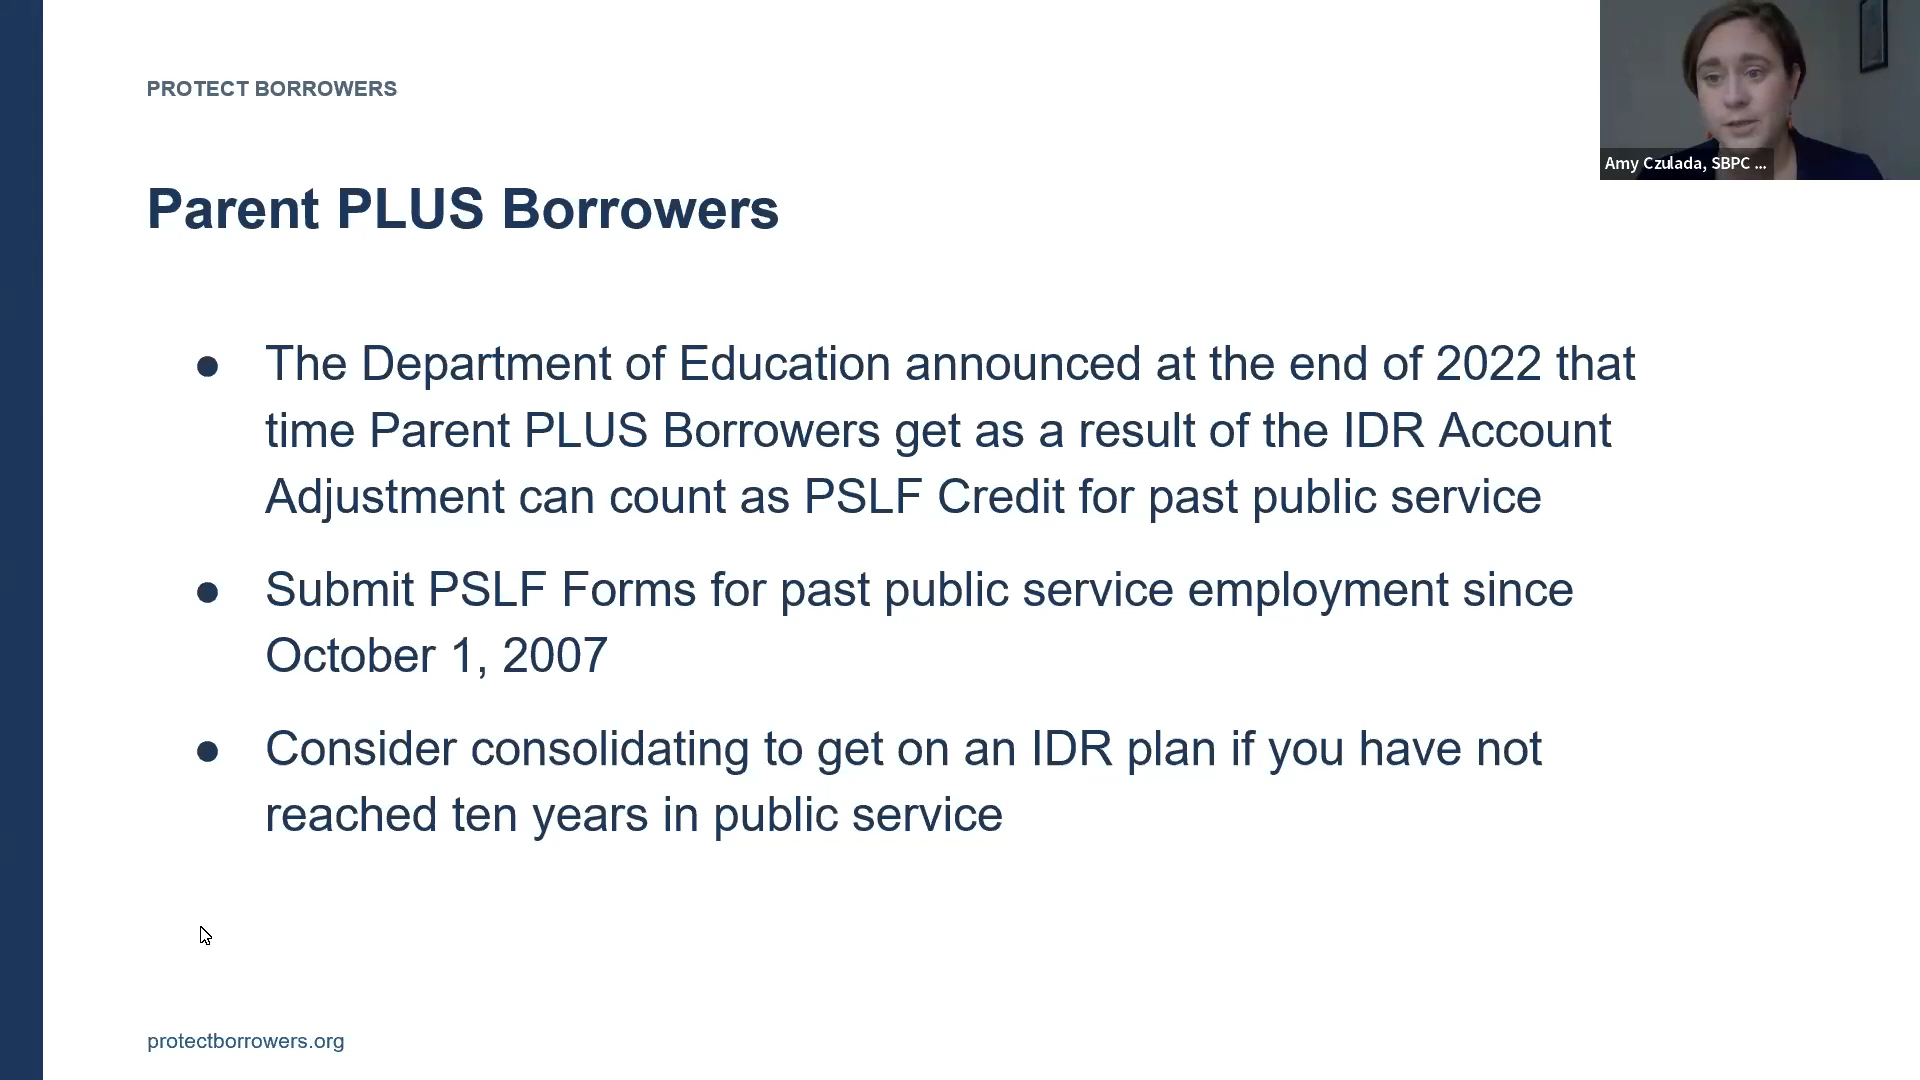 PROTECT BORROWERS
Amy Czulada, SBPC ...
Parent PLUS Borrowers
● The Department of Education announced at the end of 2022 that
time Parent PLUS Borrowers get as a result of the IDR Account
Adjustment can count as PSLF Credit for past public service
● Submit PSLF Forms for past public service employment since
October 1, 2007
● Consider consolidating to get on an IDR plan if you have not
reached ten years in public service
protectborrowers.org